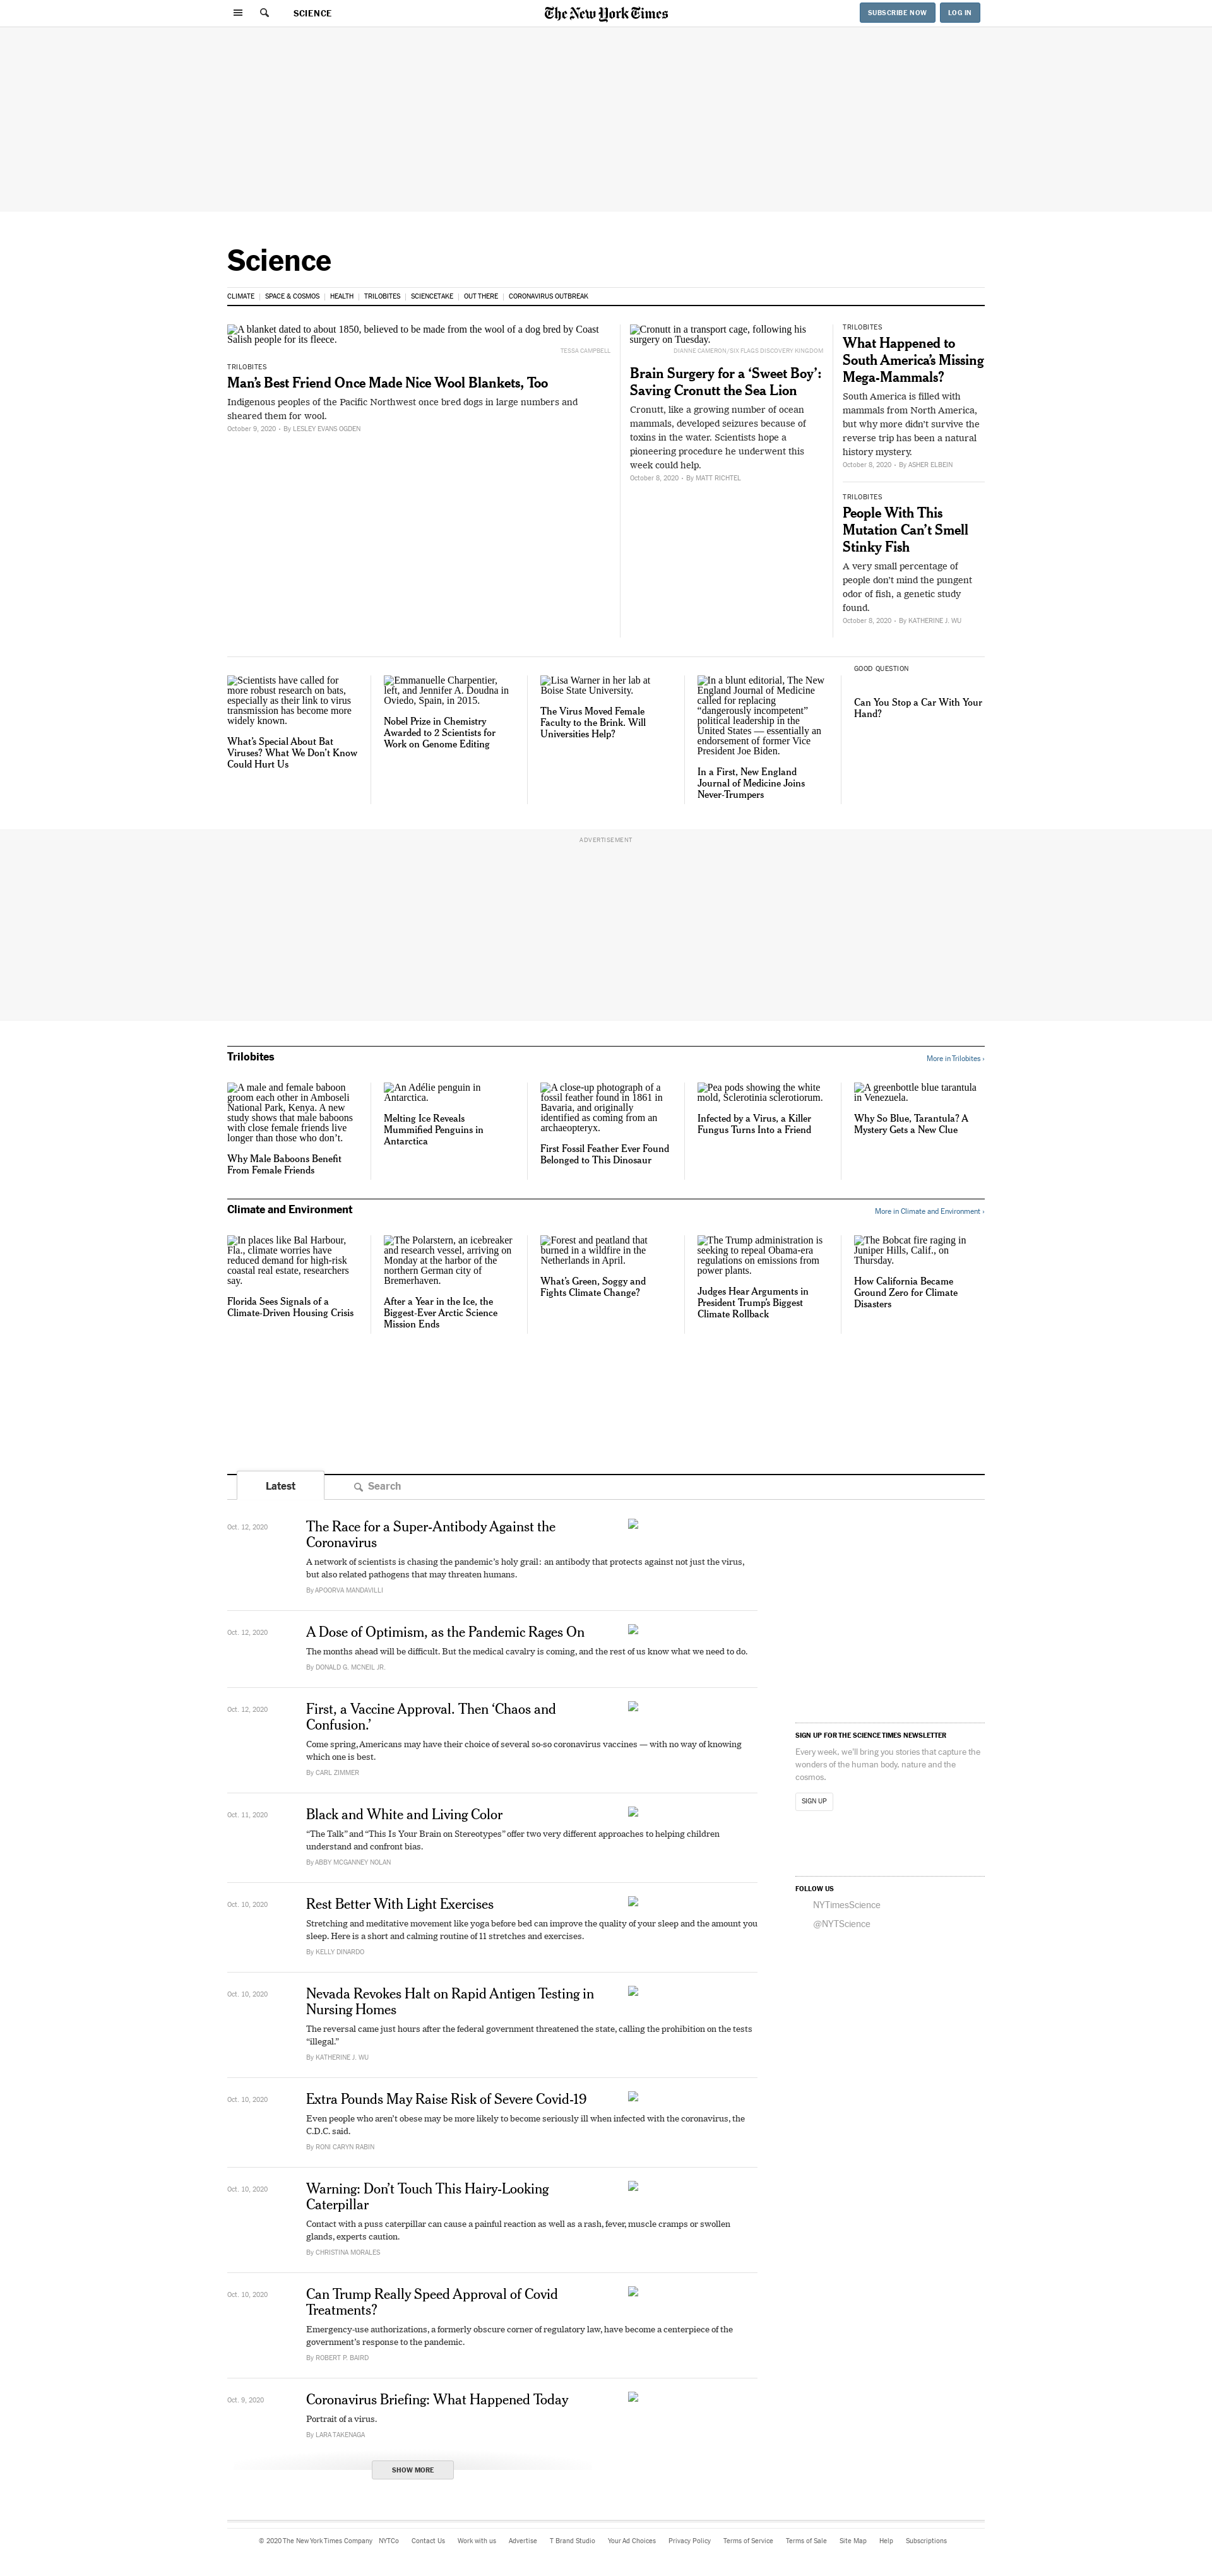 SCIENCE
The New York Times
SUBSCRIBE NOW
LOG IN
Science
CLIMATE
SPACE & COSMOS
HEALTH
TRILOBITES
SCIENCETAKE
OUT THERE
CORONAVIRUS OUTBREAK
A blanket dated to about 1850, believed to be made from the wool of a dog bred by Coast
Salish people for its fleece.
TESSA CAMPBELL
TRILOBITES
Man’s Best Friend Once Made Nice Wool Blankets, Too
Indigenous peoples of the Pacific Northwest once bred dogs in large numbers and
sheared them for wool.
October 9, 2020 - By LESLEY EVANS OGDEN
Cronutt in a transport cage, following his
surgery on Tuesday.
DIANNE CAMERON/SIX FLAGS DISCOVERY KINGDOM
Brain Surgery for a ‘Sweet Boy’:
Saving Cronutt the Sea Lion
Cronutt, like a growing number of ocean
mammals, developed seizures because of
toxins in the water. Scientists hope a
pioneering procedure he underwent this
week could help.
October 8, 2020 - By MATT RICHTEL
TRILOBITES
What Happened to
South America’s Missing
Mega-Mammals?
South America is filled with
mammals from North America,
but why more didn’t survive the
reverse trip has been a natural
history mystery.
October 8, 2020 - By ASHER ELBEIN
TRILOBITES
People With This
Mutation Can’t Smell
Stinky Fish
A very small percentage of
people don’t mind the pungent
odor of fish, a genetic study
found.
October 8, 2020 - By KATHERINE J. WU
Scientists have called for
more robust research on bats,
especially as their link to virus
transmission has become more
widely known.
What’s Special About Bat
Viruses? What We Don’t Know
Could Hurt Us
Emmanuelle Charpentier,
left, and Jennifer A. Doudna in
Oviedo, Spain, in 2015.
Nobel Prize in Chemistry
Awarded to 2 Scientists for
Work on Genome Editing
Lisa Warner in her lab at
Boise State University.
The Virus Moved Female
Faculty to the Brink. Will
Universities Help?
In a blunt editorial, The New
England Journal of Medicine
called for replacing
“dangerously incompetent”
political leadership in the
United States — essentially an
endorsement of former Vice
President Joe Biden.
In a First, New England
Journal of Medicine Joins
Never-Trumpers
GOOD QUESTION
Can You Stop a Car With Your
Hand?
ADVERTISEMENT
Trilobites
More in Trilobites ›
A male and female baboon
groom each other in Amboseli
National Park, Kenya. A new
study shows that male baboons
with close female friends live
longer than those who don’t.
Why Male Baboons Benefit
From Female Friends
An Adélie penguin in
Antarctica.
Melting Ice Reveals
Mummified Penguins in
Antarctica
A close-up photograph of a
fossil feather found in 1861 in
Bavaria, and originally
identified as coming from an
archaeopteryx.
First Fossil Feather Ever Found
Belonged to This Dinosaur
Pea pods showing the white
mold, Sclerotinia sclerotiorum.
Infected by a Virus, a Killer
Fungus Turns Into a Friend
A greenbottle blue tarantula
in Venezuela.
Why So Blue, Tarantula? A
Mystery Gets a New Clue
Climate and Environment
More in Climate and Environment ›
In places like Bal Harbour,
Fla., climate worries have
reduced demand for high-risk
coastal real estate, researchers
say.
Florida Sees Signals of a
Climate-Driven Housing Crisis
The Polarstern, an icebreaker
and research vessel, arriving on
Monday at the harbor of the
northern German city of
Bremerhaven.
After a Year in the Ice, the
Biggest-Ever Arctic Science
Mission Ends
Forest and peatland that
burned in a wildfire in the
Netherlands in April.
What’s Green, Soggy and
Fights Climate Change?
The Trump administration is
seeking to repeal Obama-era
regulations on emissions from
power plants.
Judges Hear Arguments in
President Trump’s Biggest
Climate Rollback
The Bobcat fire raging in
Juniper Hills, Calif., on
Thursday.
How California Became
Ground Zero for Climate
Disasters
Latest
Search
Oct. 12, 2020
The Race for a Super-Antibody Against the
Coronavirus
A network of scientists is chasing the pandemic’s holy grail: an antibody that protects against not just the virus,
but also related pathogens that may threaten humans.
By APOORVA MANDAVILLI
Oct. 12, 2020
A Dose of Optimism, as the Pandemic Rages On
The months ahead will be difficult. But the medical cavalry is coming, and the rest of us know what we need to do.
By DONALD G. MCNEIL JR.
Oct. 12, 2020
First, a Vaccine Approval. Then ‘Chaos and
Confusion.’
Come spring, Americans may have their choice of several so-so coronavirus vaccines — with no way of knowing
which one is best.
By CARL ZIMMER
Oct. 11, 2020
Black and White and Living Color
“The Talk” and “This Is Your Brain on Stereotypes” offer two very different approaches to helping children
understand and confront bias.
By ABBY MCGANNEY NOLAN
Oct. 10, 2020
Rest Better With Light Exercises
Stretching and meditative movement like yoga before bed can improve the quality of your sleep and the amount you
sleep. Here is a short and calming routine of 11 stretches and exercises.
By KELLY DINARDO
Oct. 10, 2020
Nevada Revokes Halt on Rapid Antigen Testing in
Nursing Homes
The reversal came just hours after the federal government threatened the state, calling the prohibition on the tests
“illegal.”
By KATHERINE J. WU
Oct. 10, 2020
Extra Pounds May Raise Risk of Severe Covid-19
Even people who aren’t obese may be more likely to become seriously ill when infected with the coronavirus, the
C.D.C. said.
By RONI CARYN RABIN
Oct. 10, 2020
Warning: Don’t Touch This Hairy-Looking
Caterpillar
Contact with a puss caterpillar can cause a painful reaction as well as a rash, fever, muscle cramps or swollen
glands, experts caution.
By CHRISTINA MORALES
Oct. 10, 2020
Can Trump Really Speed Approval of Covid
Treatments?
Emergency-use authorizations, a formerly obscure corner of regulatory law, have become a centerpiece of the
government’s response to the pandemic.
By ROBERT P. BAIRD
Oct. 9, 2020
Coronavirus Briefing: What Happened Today
Portrait of a virus.
By LARA TAKENAGA
SHOW MORE
SIGN UP FOR THE SCIENCE TIMES NEWSLETTER
Every week, we’ll bring you stories that capture the
wonders of the human body, nature and the
cosmos.
SIGN UP
FOLLOW US
NYTimesScience
@NYTScience
© 2020 The New York Times Company
NYTCo
Contact Us
Work with us
Advertise
T Brand Studio
Your Ad Choices
Privacy Policy
Terms of Service
Terms of Sale
Site Map
Help
Subscriptions